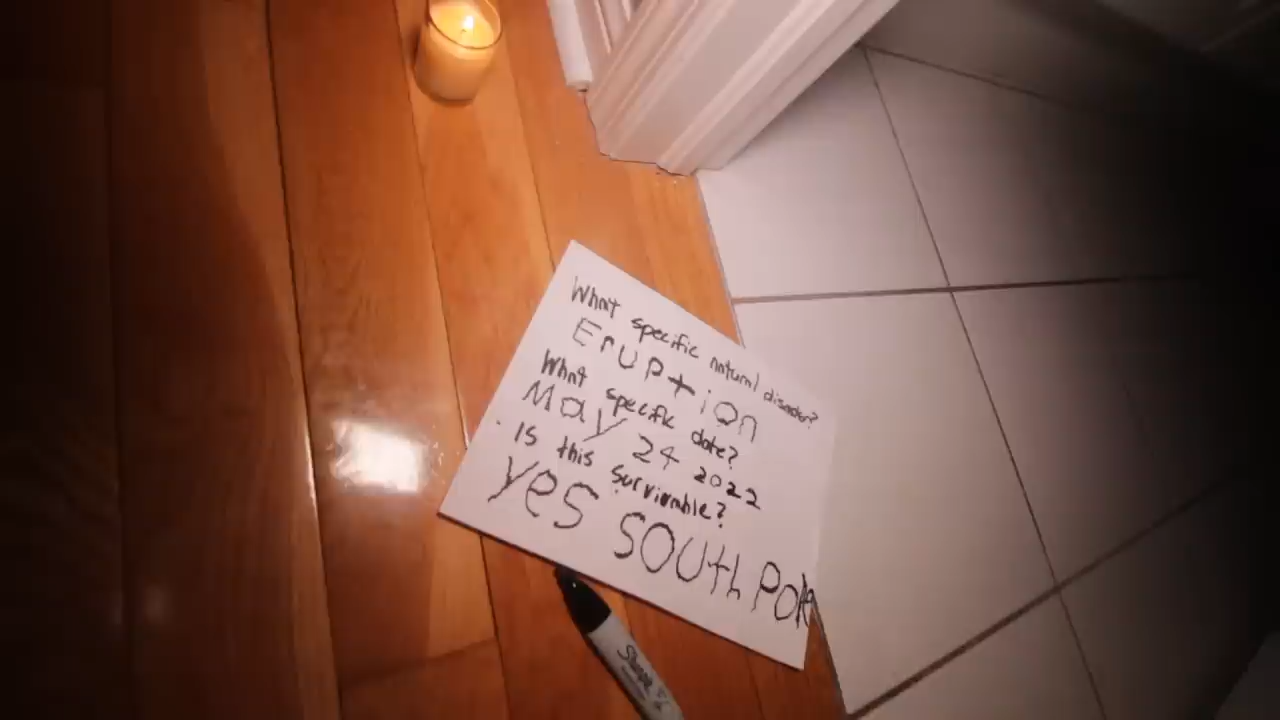 What specific natural disaster?
Eruption
What specific date?
May 24 2022
Is this survivable?
yes SOUth Pole
Sharpie